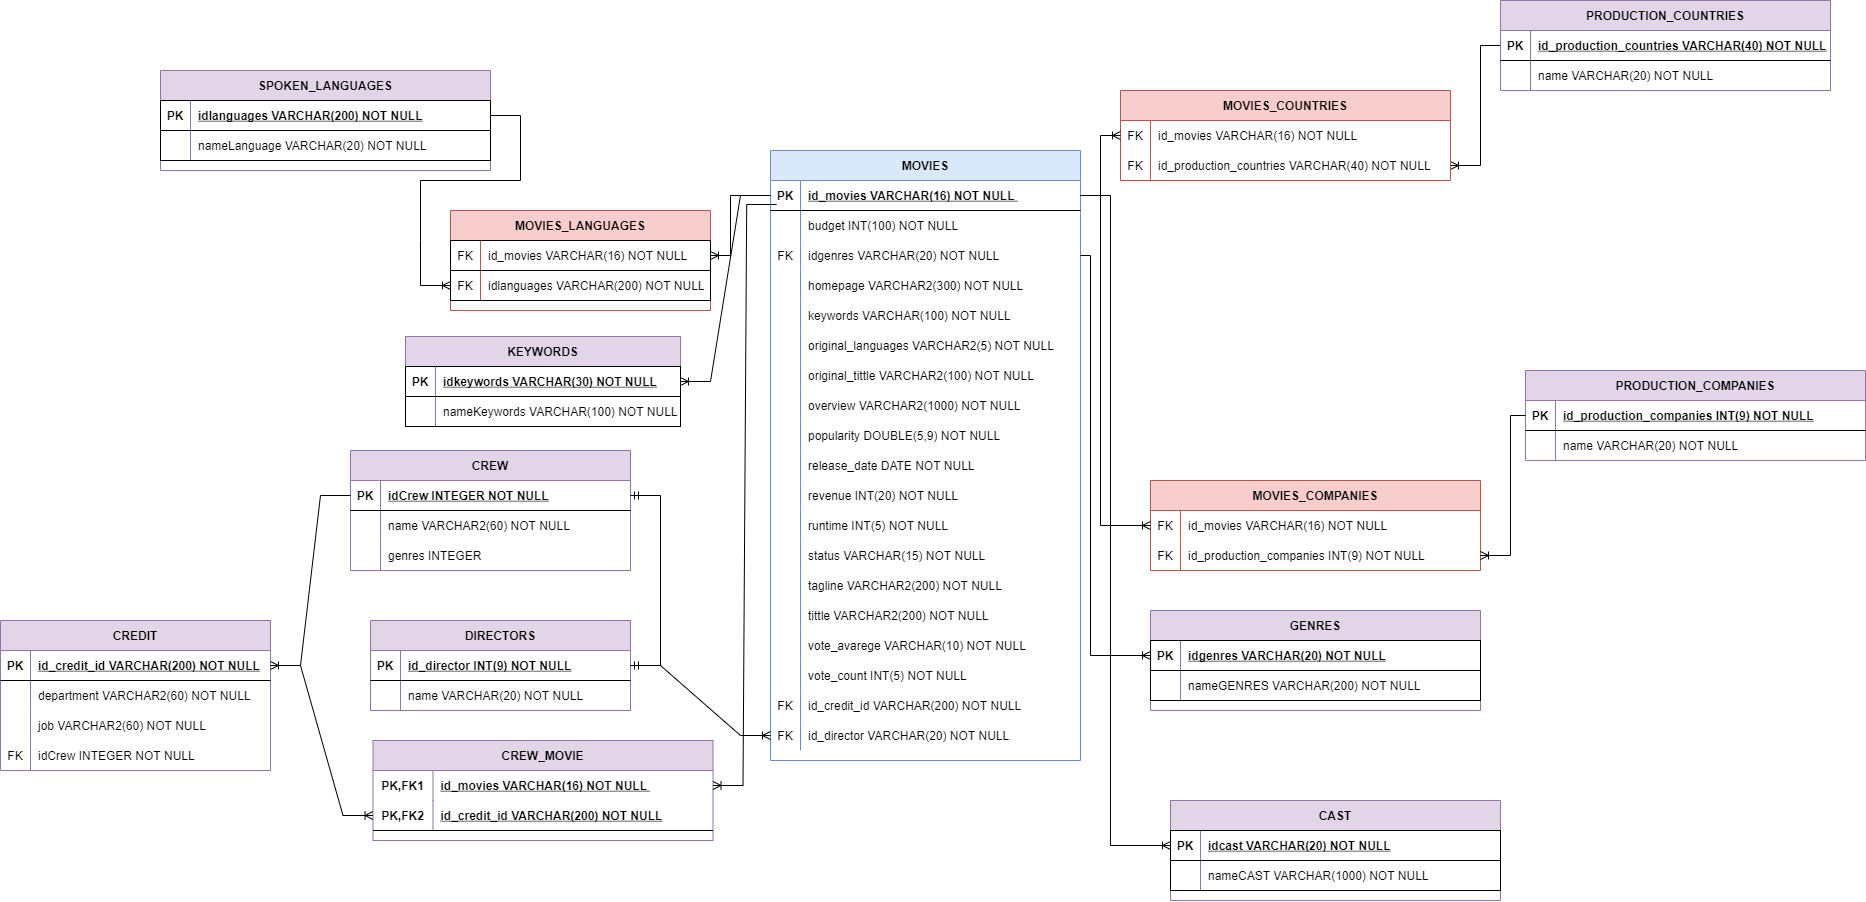 PRODUCTION_COUNTRIES
PK id_production_countries VARCHAR(40) NOT NULL
name VARCHAR(20) NOT NULL
SPOKEN_LANGUAGES
PK idlanguages VARCHAR(200) NOT NULL
nameLanguage VARCHAR(20) NOT NULL
MOVIES_COUNTRIES
FK id_movies VARCHAR(16) NOT NULL
FK id_production_countries VARCHAR(40) NOT NULL
MOVIES
PK id_movies VARCHAR(16) NOT NULL
budget INT(100) NOT NULL
FK idgenres VARCHAR(20) NOT NULL
homepage VARCHAR2(300) NOT NULL
keywords VARCHAR(100) NOT NULL
original_languages VARCHAR2(5) NOT NULL
original_tittle VARCHAR2(100) NOT NULL
overview VARCHAR2(1000) NOT NULL
popularity DOUBLE(5,9) NOT NULL
release_date DATE NOT NULL
revenue INT(20) NOT NULL
runtime INT(5) NOT NULL
status VARCHAR(15) NOT NULL
tagline VARCHAR2(200) NOT NULL
tittle VARCHAR2(200) NOT NULL
vote_avarege VARCHAR(10) NOT NULL
vote_count INT(5) NOT NULL
FK id_credit_id VARCHAR(200) NOT NULL
FK id_director VARCHAR(20) NOT NULL
MOVIES_LANGUAGES
FK id_movies VARCHAR(16) NOT NULL
FK idlanguages VARCHAR(200) NOT NULL
KEYWORDS
PK idkeywords VARCHAR(30) NOT NULL
nameKeywords VARCHAR(100) NOT NULL
PRODUCTION_COMPANIES
PK id_production_companies INT(9) NOT NULL
name VARCHAR(20) NOT NULL
CREW
PK idCrew INTEGER NOT NULL
name VARCHAR2(60) NOT NULL
genres INTEGER
MOVIES_COMPANIES
FK id_movies VARCHAR(16) NOT NULL
FK id_production_companies INT(9) NOT NULL
CREDIT
PK id_credit_id VARCHAR(200) NOT NULL
department VARCHAR2(60) NOT NULL
job VARCHAR2(60) NOT NULL
FK idCrew INTEGER NOT NULL
DIRECTORS
PK id_director INT(9) NOT NULL
name VARCHAR(20) NOT NULL
GENRES
PK idgenres VARCHAR(20) NOT NULL
nameGENRES VARCHAR(200) NOT NULL
CREW_MOVIE
PK,FK1 id_movies VARCHAR(16) NOT NULL
PK,FK2 id_credit_id VARCHAR(200) NOT NULL
CAST
PK idcast VARCHAR(20) NOT NULL
nameCAST VARCHAR(1000) NOT NULL